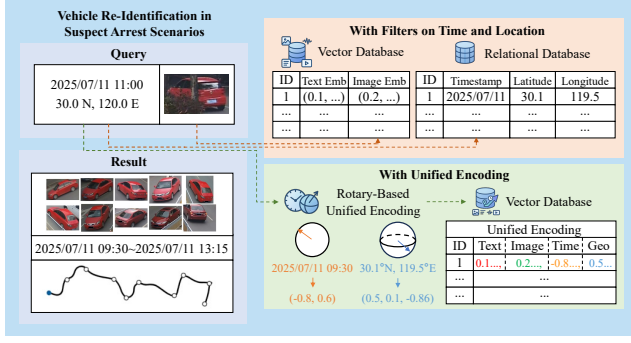 Vehicle Re-Identification in
Suspect Arrest Scenarios
Query
2025/07/11 11:00
30.0 N, 120.0 E
Result
2025/07/11 09:30~2025/07/11 13:15
With Filters on Time and Location
Vector Database
Relational Database
ID Text Emb Image Emb
1 (0.1, ...) (0.2, ...)
... ... ...
... ... ...
ID Timestamp Latitude Longitude
1 2025/07/11 30.1 119.5
... ... ... ...
... ... ... ...
With Unified Encoding
Rotary-Based
Unified Encoding
Vector Database
2025/07/11 09:30 30.1°N, 119.5°E
(-0.8, 0.6) (0.5, 0.1, -0.86)
Unified Encoding
ID Text Image Time Geo
1 0.1..., 0.2..., -0.8..., 0.5...
... ...
... ...